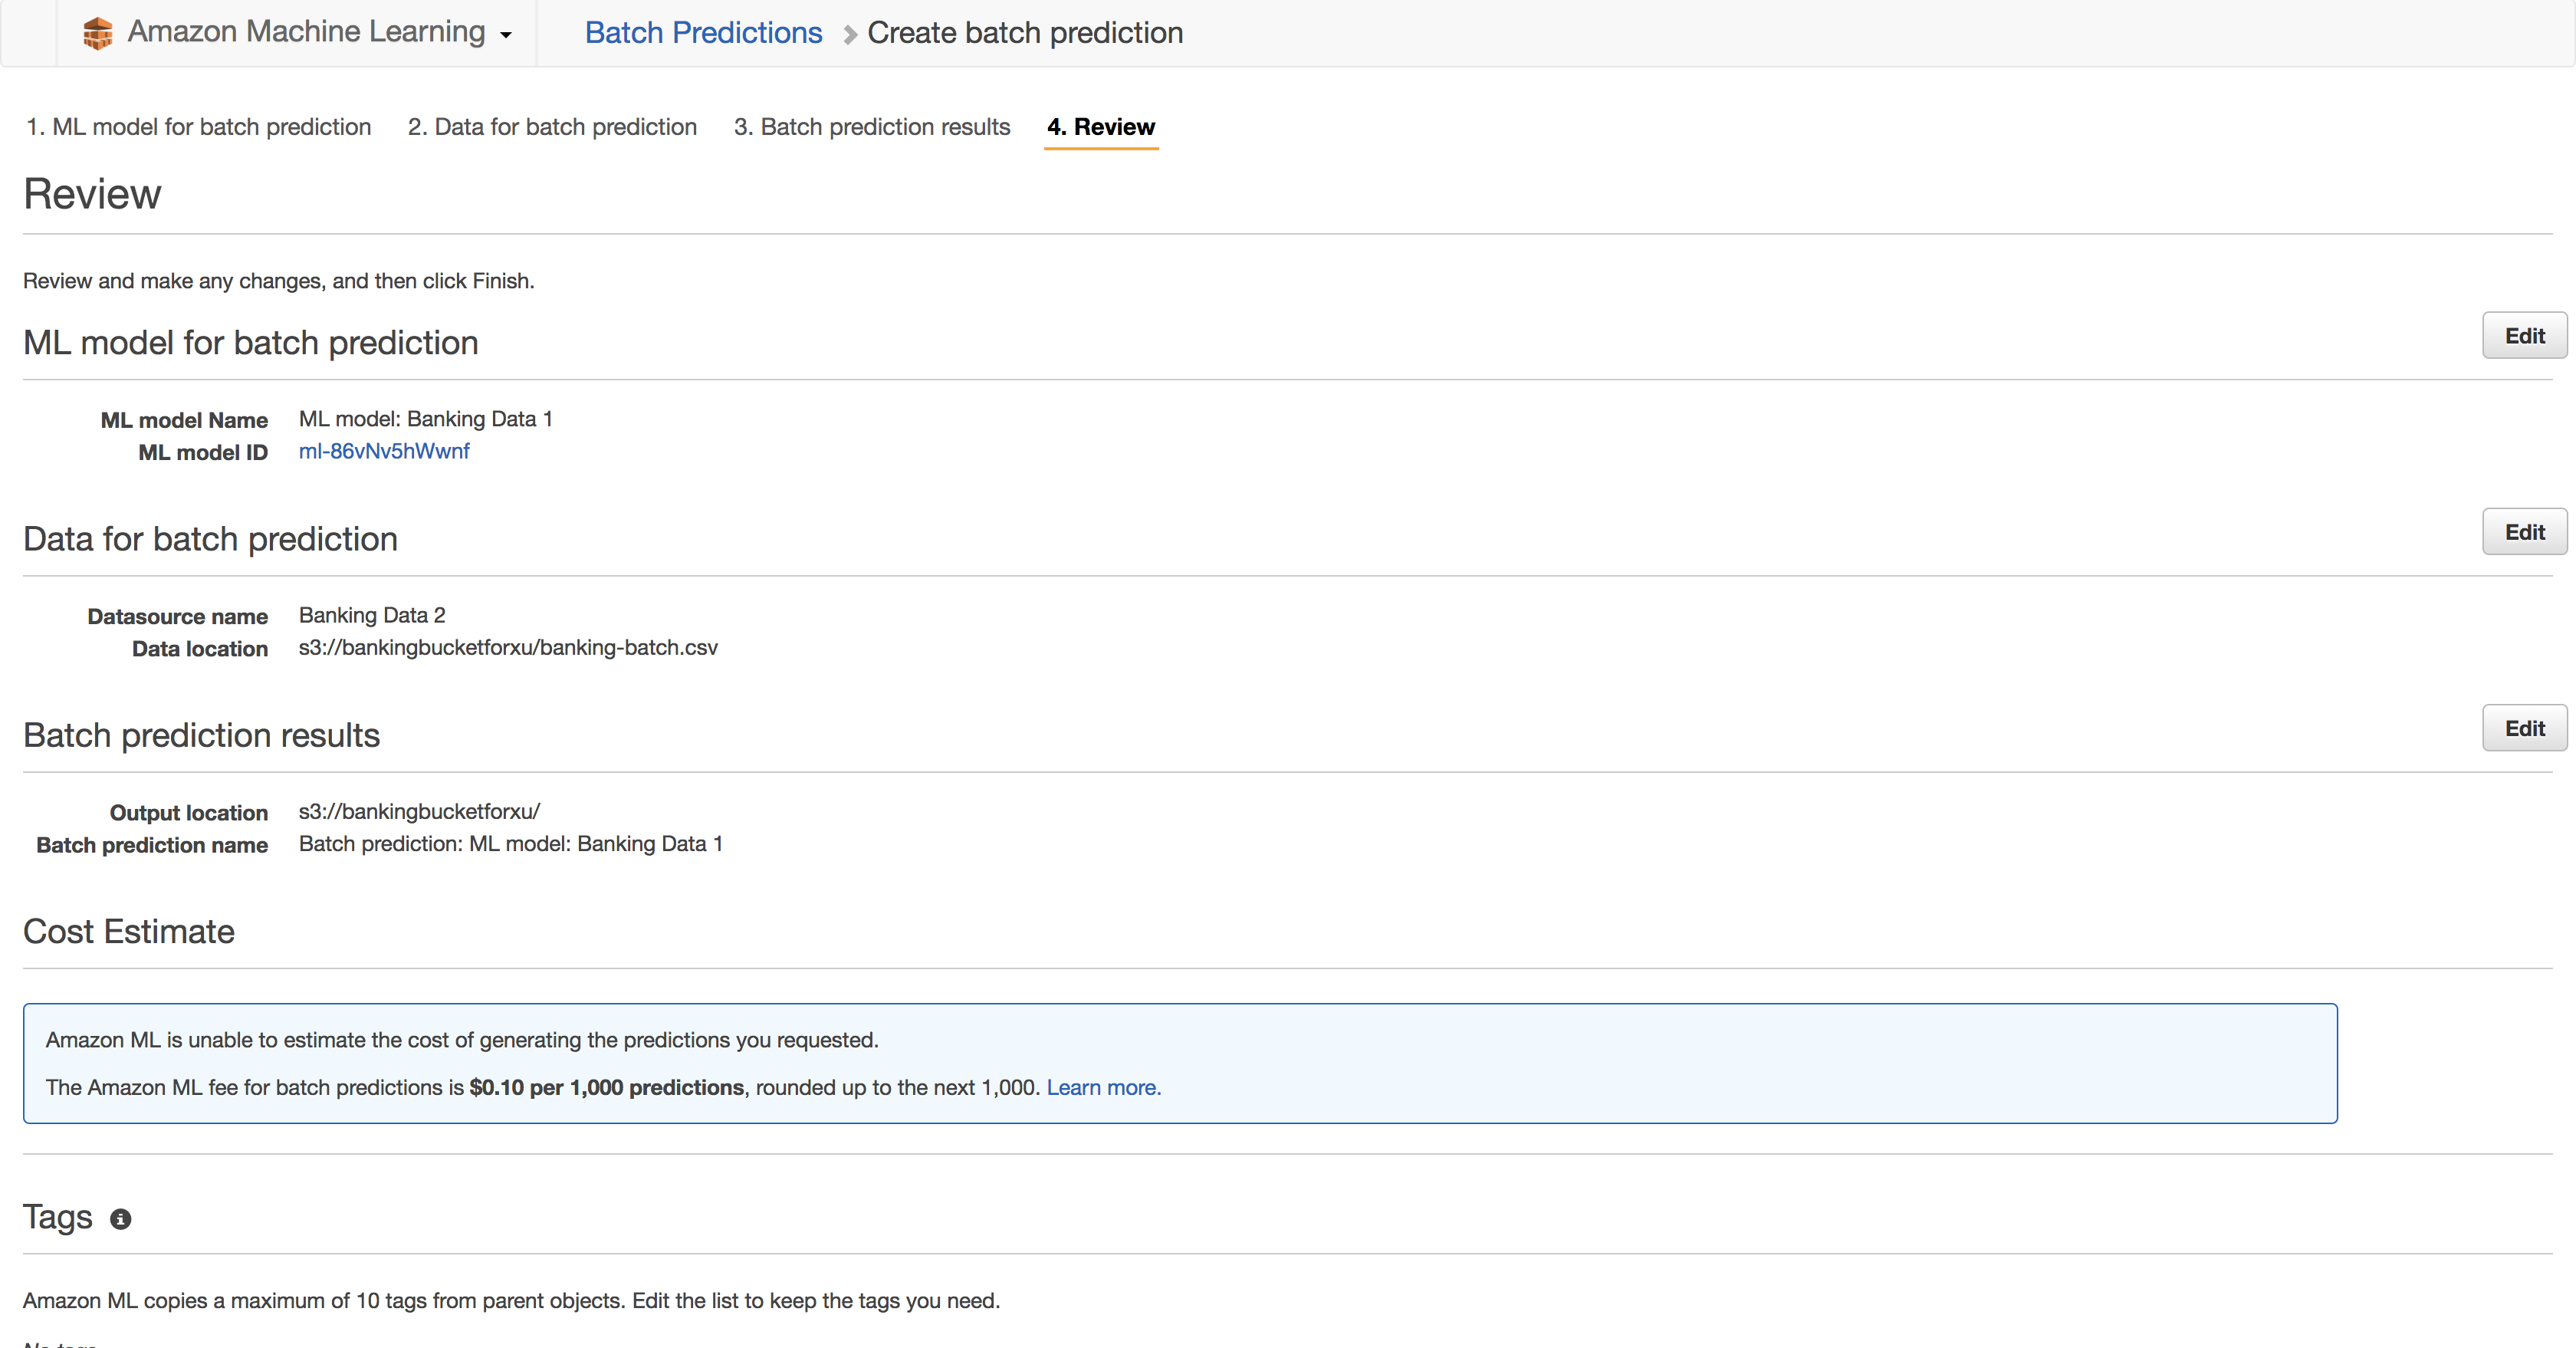 Amazon Machine Learning
Batch Predictions > Create batch prediction
1. ML model for batch prediction 2. Data for batch prediction 3. Batch prediction results 4. Review
Review
Review and make any changes, and then click Finish.
ML model for batch prediction Edit
ML model Name ML model: Banking Data 1
ML model ID ml-86vNv5hWwnf
Data for batch prediction Edit
Datasource name Banking Data 2
Data location s3://bankingbucketforxu/banking-batch.csv
Batch prediction results Edit
Output location s3://bankingbucketforxu/
Batch prediction name Batch prediction: ML model: Banking Data 1
Cost Estimate
Amazon ML is unable to estimate the cost of generating the predictions you requested.
The Amazon ML fee for batch predictions is $0.10 per 1,000 predictions, rounded up to the next 1,000. Learn more.
Tags
Amazon ML copies a maximum of 10 tags from parent objects. Edit the list to keep the tags you need.